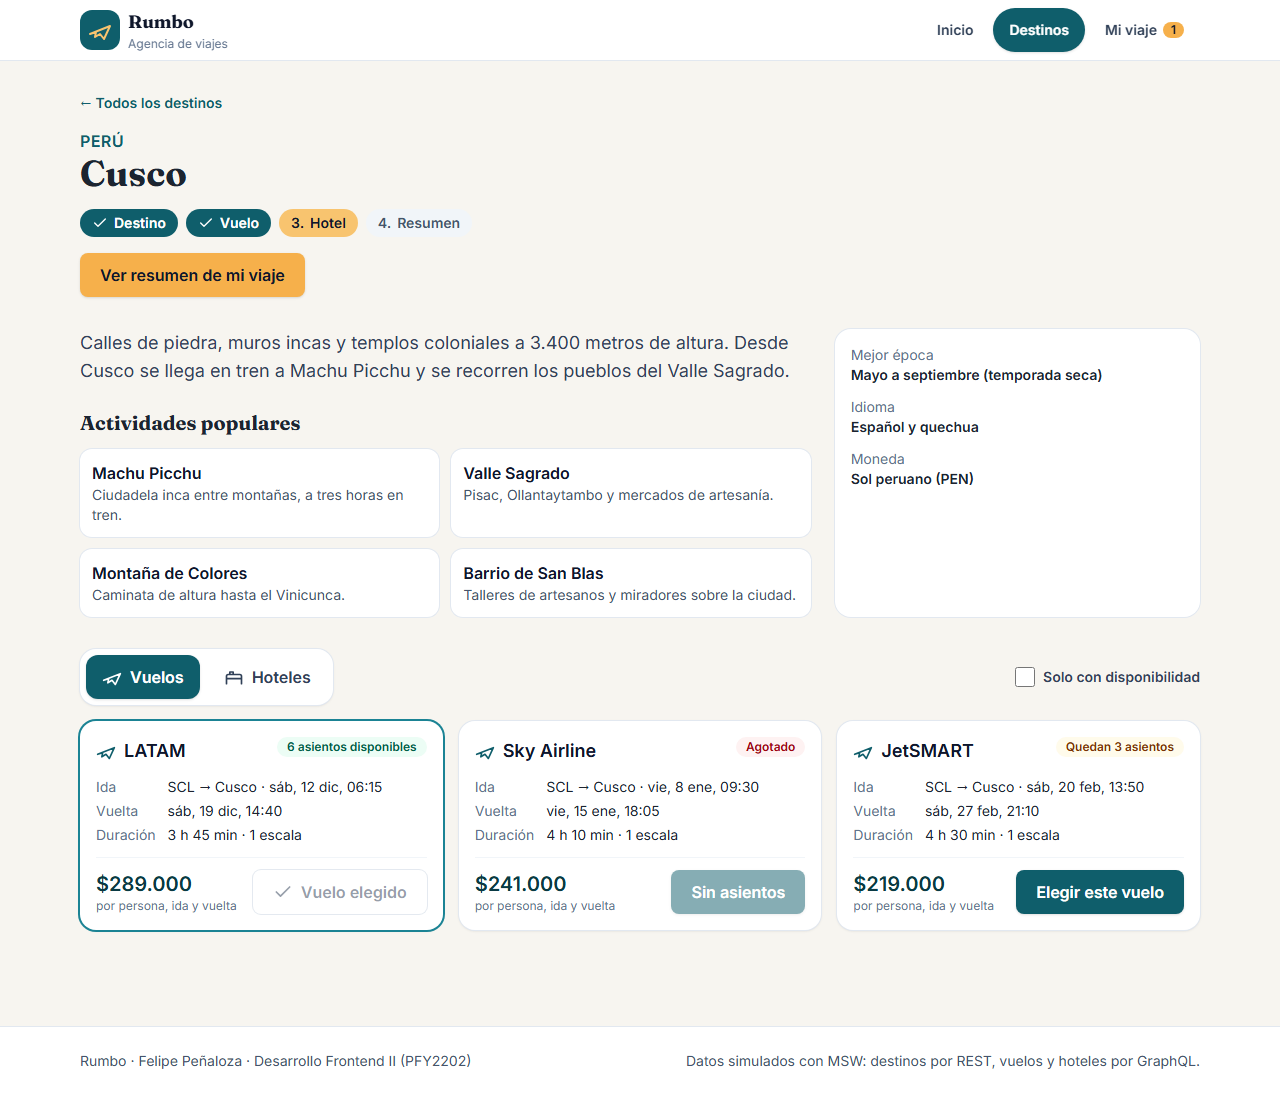 Rumbo
Agencia de viajes
Inicio
Destinos
Mi viaje 1
← Todos los destinos
PERÚ
Cusco
Destino
Vuelo
3. Hotel
4. Resumen
Ver resumen de mi viaje
Calles de piedra, muros incas y templos coloniales a 3.400 metros de altura. Desde
Cusco se llega en tren a Machu Picchu y se recorren los pueblos del Valle Sagrado.
Mejor época
Mayo a septiembre (temporada seca)
Idioma
Español y quechua
Moneda
Sol peruano (PEN)
Actividades populares
Machu Picchu
Ciudadela inca entre montañas, a tres horas en
tren.
Valle Sagrado
Pisac, Ollantaytambo y mercados de artesanía.
Montaña de Colores
Caminata de altura hasta el Vinicunca.
Barrio de San Blas
Talleres de artesanos y miradores sobre la ciudad.
Vuelos
Hoteles
Solo con disponibilidad
LATAM
6 asientos disponibles
Ida SCL → Cusco · sáb, 12 dic, 06:15
Vuelta sáb, 19 dic, 14:40
Duración 3 h 45 min · 1 escala
$289.000
por persona, ida y vuelta
Vuelo elegido
Sky Airline
Agotado
Ida SCL → Cusco · vie, 8 ene, 09:30
Vuelta vie, 15 ene, 18:05
Duración 4 h 10 min · 1 escala
$241.000
por persona, ida y vuelta
Sin asientos
JetSMART
Quedan 3 asientos
Ida SCL → Cusco · sáb, 20 feb, 13:50
Vuelta sáb, 27 feb, 21:10
Duración 4 h 30 min · 1 escala
$219.000
por persona, ida y vuelta
Elegir este vuelo
Rumbo · Felipe Peñaloza · Desarrollo Frontend II (PFY2202)
Datos simulados con MSW: destinos por REST, vuelos y hoteles por GraphQL.